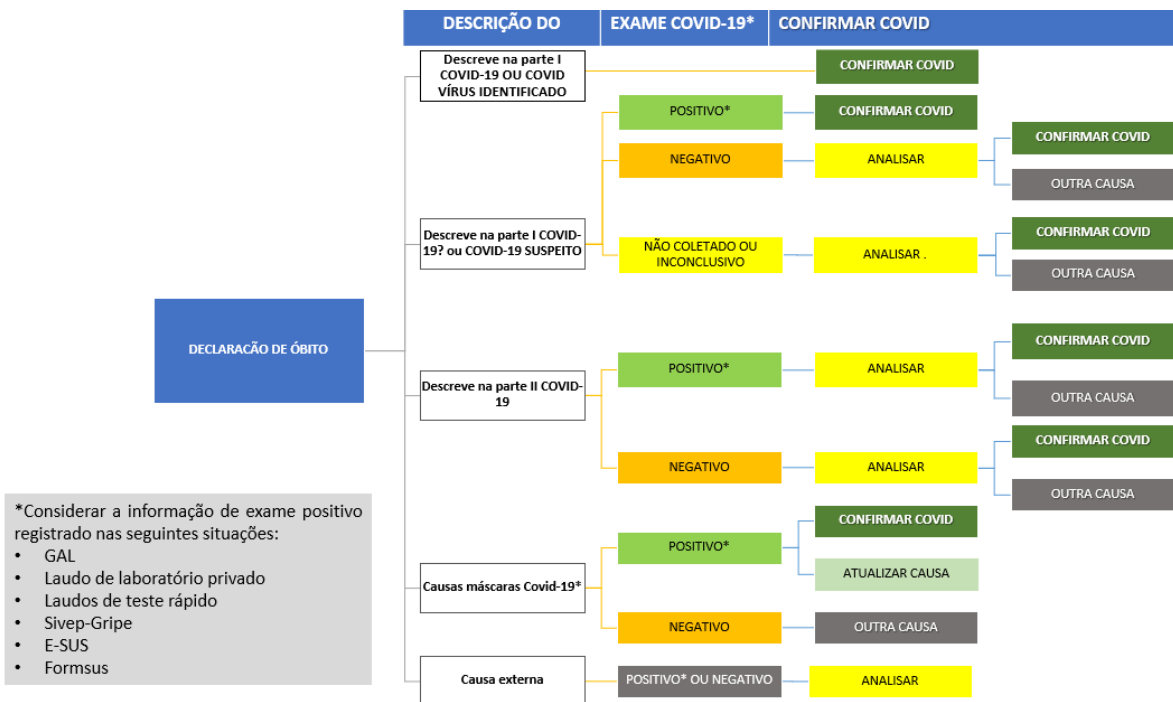 DESCRIÇÃO DO
EXAME COVID-19*
CONFIRMAR COVID
Descreve na parte I
COVID-19 OU COVID
VÍRUS IDENTIFICADO
CONFIRMAR COVID
POSITIVO*
CONFIRMAR COVID
NEGATIVO
ANALISAR
CONFIRMAR COVID
OUTRA CAUSA
Descreve na parte I COVID-
19? ou COVID-19 SUSPEITO
NÃO COLETADO OU
INCONCLUSIVO
ANALISAR .
CONFIRMAR COVID
OUTRA CAUSA
DECLARACÃO DE ÓBITO
Descreve na parte II COVID-
19
POSITIVO*
ANALISAR
CONFIRMAR COVID
OUTRA CAUSA
NEGATIVO
ANALISAR
CONFIRMAR COVID
OUTRA CAUSA
Causas máscaras Covid-19*
POSITIVO*
CONFIRMAR COVID
ATUALIZAR CAUSA
NEGATIVO
OUTRA CAUSA
Causa externa
POSITIVO* OU NEGATIVO
ANALISAR
*Considerar a informação de exame positivo
registrado nas seguintes situações:
• GAL
• Laudo de laboratório privado
• Laudos de teste rápido
• Sivep-Gripe
• E-SUS
• Formsus